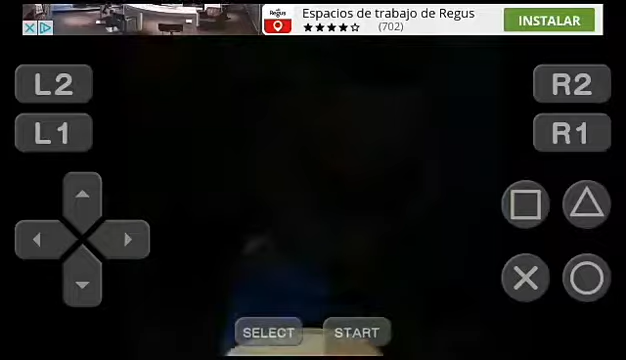 Regus
Espacios de trabajo de Regus
(702)
INSTALAR
L2
R2
L1
R1
SELECT
START